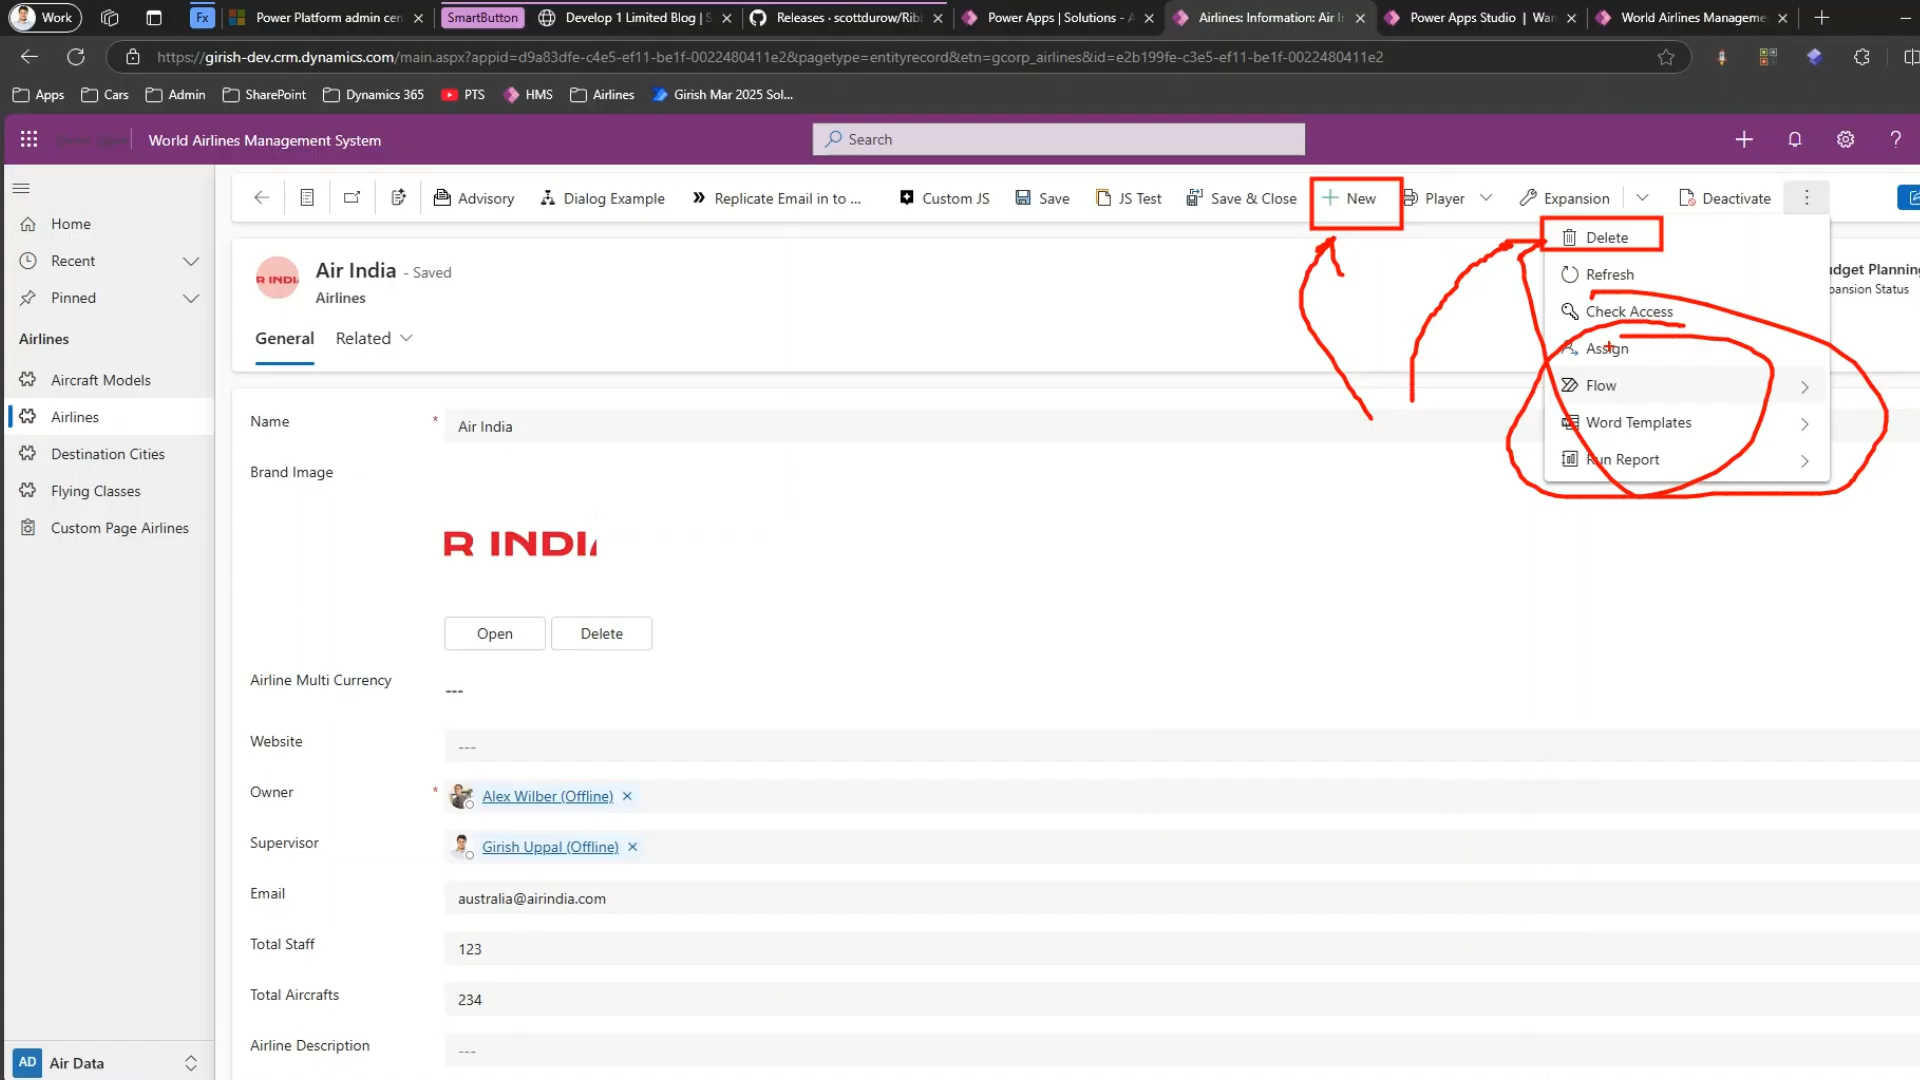 Work
Fx
Power Platform admin cen
SmartButton
Develop 1 Limited Blog | S
Releases · scottdurow/Ribl
Power Apps | Solutions - A
Airlines: Information: Air I
Power Apps Studio | Wa
World Airlines Manageme
https://girish-dev.crm.dynamics.com/main.aspx?appid=d9a83dfe-c4e5-ef11-be1f-0022480411e2&pagetype=entityrecord&etn=gcorp_airlines&id=e2b199fe-c3e5-ef11-be1f-0022480411e2
Apps
Cars
Admin
SharePoint
Dynamics 365
PTS
HMS
Airlines
Girish Mar 2025 Sol...
World Airlines Management System
Search
Advisory
Dialog Example
Replicate Email in to ...
Custom JS
Save
JS Test
Save & Close
New
Player
Expansion
Deactivate
Home
Recent
Pinned
Airlines
Aircraft Models
Airlines
Destination Cities
Flying Classes
Custom Page Airlines
R INDI
Air India - Saved
Airlines
General
Related
Delete
Refresh
Check Access
Assign
Flow
Word Templates
Run Report
udget Planning
pansion Status
Name *
Air India
Brand Image
R INDIA
Open
Delete
Airline Multi Currency
---
Website
---
Owner *
Alex Wilber (Offline)
Supervisor
Girish Uppal (Offline)
Email
australia@airindia.com
Total Staff
123
Total Aircrafts
234
Airline Description
---
AD
Air Data